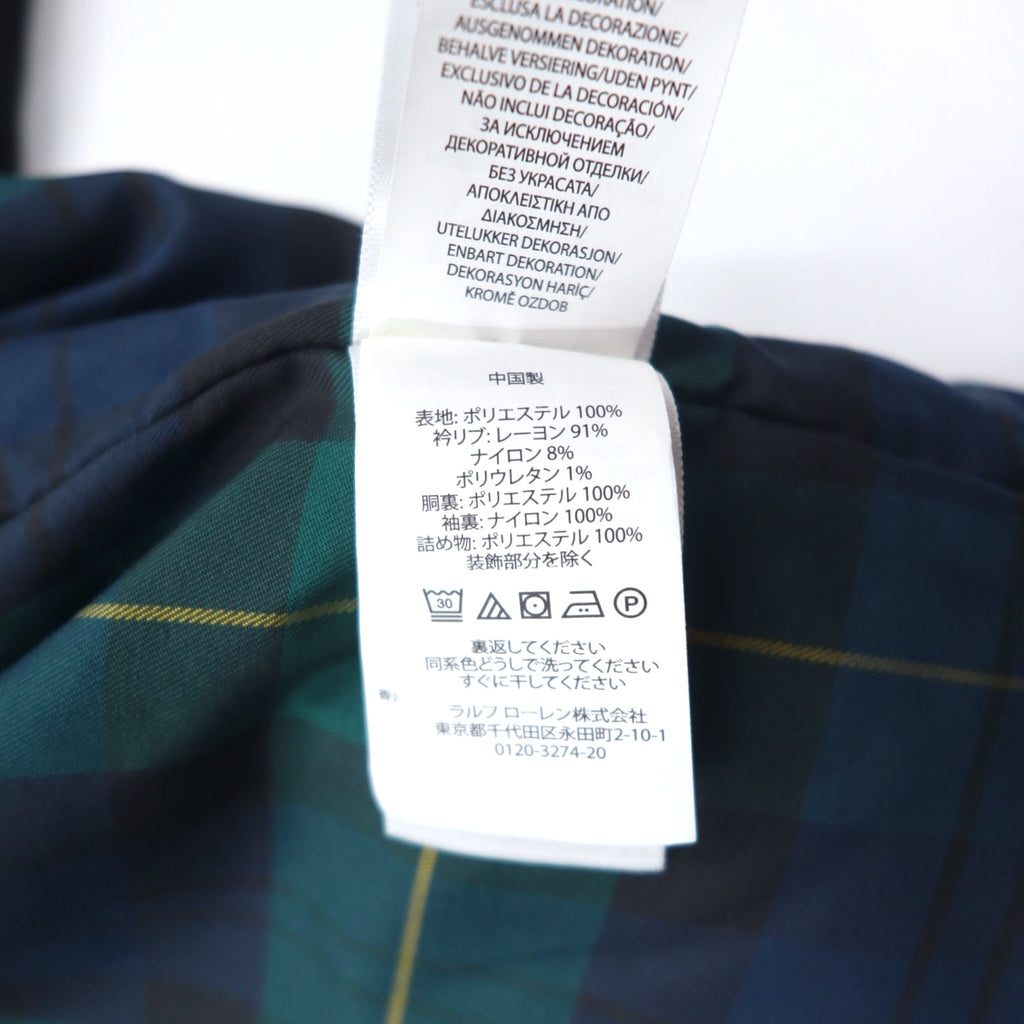 DECORATION/
ESCLUSA LA DECORAZIONE/
AUSGENOMMEN DEKORATION/
BEHALVE VERSIERING/UDEN PYNT/
EXCLUSIVO DE LA DECORACIÓN/
NÃO INCLUI DECORAÇÃO/
ЗА ИСКЛЮЧЕНИЕМ
ДЕКОРАТИВНОЙ ОТДЕЛКИ/
БЕЗ УКРАСАТА/
ΑΠΟΚΛΕΙΣΤΙΚΗ ΑΠΟ
ΔΙΑΚΟΣΜΗΣΗ/
UTELUKKER DEKORASJON/
ENBART DEKORATION/
DEKORASYON HARİÇ/
KROMĚ OZDOB
中国製
表地: ポリエステル 100%
衿リブ: レーヨン 91%
ナイロン 8%
ポリウレタン 1%
胴裏: ポリエステル 100%
袖裏: ナイロン 100%
詰め物: ポリエステル 100%
装飾部分を除く
30 P
裏返してください
同系色どうしで洗ってください
すぐに干してください
ラルフ ローレン株式会社
東京都千代田区永田町2-10-1
0120-3274-20